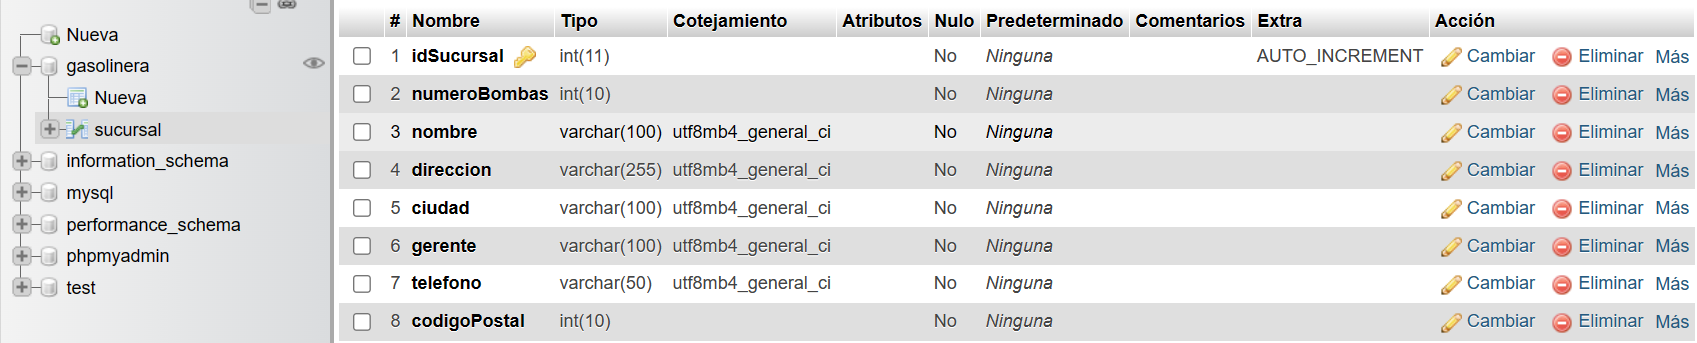 Nueva
gasolinera
Nueva
sucursal
information_schema
mysql
performance_schema
phpmyadmin
test
# Nombre Tipo Cotejamiento Atributos Nulo Predeterminado Comentarios Extra Acción
1 idSucursal int(11) No Ninguna AUTO_INCREMENT Cambiar Eliminar Más
2 numeroBombas int(10) No Ninguna Cambiar Eliminar Más
3 nombre varchar(100) utf8mb4_general_ci No Ninguna Cambiar Eliminar Más
4 direccion varchar(255) utf8mb4_general_ci No Ninguna Cambiar Eliminar Más
5 ciudad varchar(100) utf8mb4_general_ci No Ninguna Cambiar Eliminar Más
6 gerente varchar(100) utf8mb4_general_ci No Ninguna Cambiar Eliminar Más
7 telefono varchar(50) utf8mb4_general_ci No Ninguna Cambiar Eliminar Más
8 codigoPostal int(10) No Ninguna Cambiar Eliminar Más